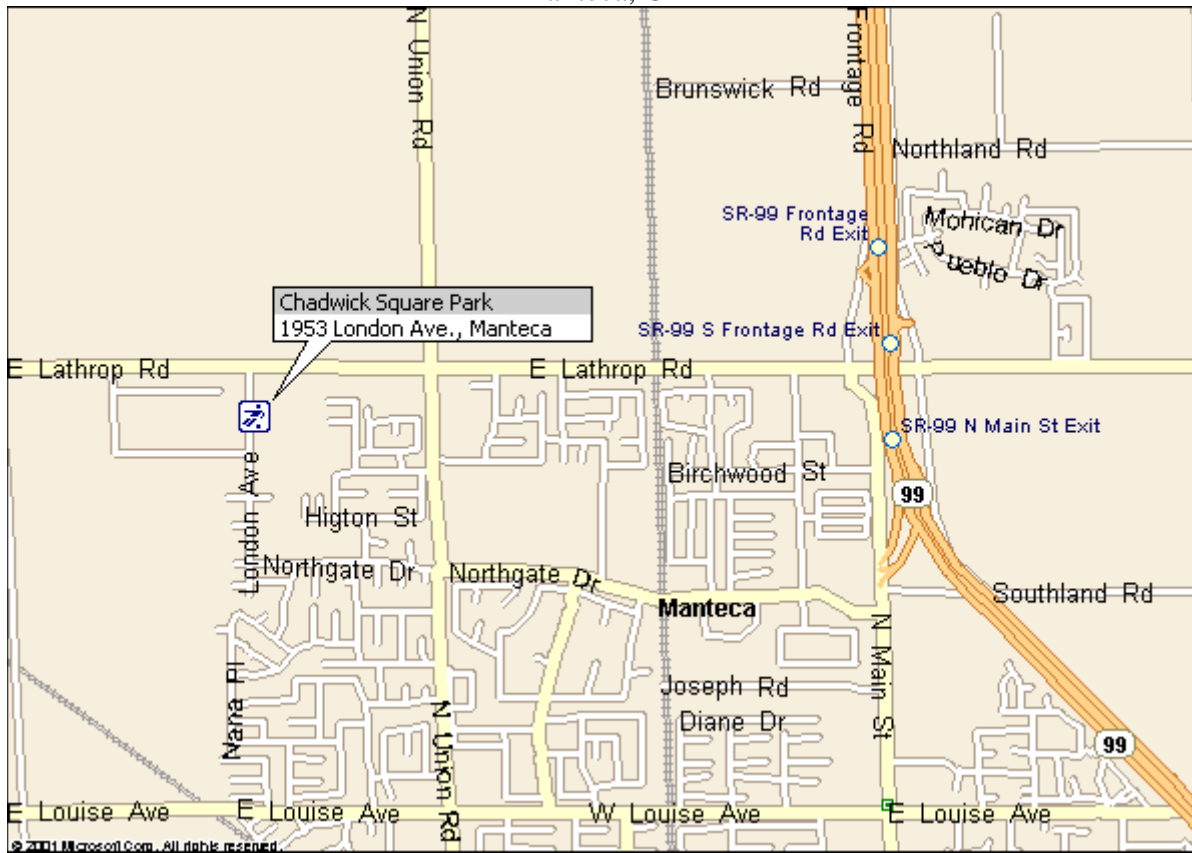 N Union Rd
Frontage Rd
Brunswick Rd
Northland Rd
SR-99 Frontage
Rd Exit
Mohican Dr
Pueblo Dr
Chadwick Square Park
1953 London Ave., Manteca
SR-99 S Frontage Rd Exit
E Lathrop Rd
E Lathrop Rd
SR-99 N Main St Exit
Birchwood St
99
London Ave
Higton St
Northgate Dr
Northgate Dr
Southland Rd
Manteca
N Main St
Nana Pl
Joseph Rd
N Union Rd
Diane Dr
99
E Louise Ave
E Louise Ave
W Louise Ave
E Louise Ave
© 2001 Microsoft Corp. All rights reserved.